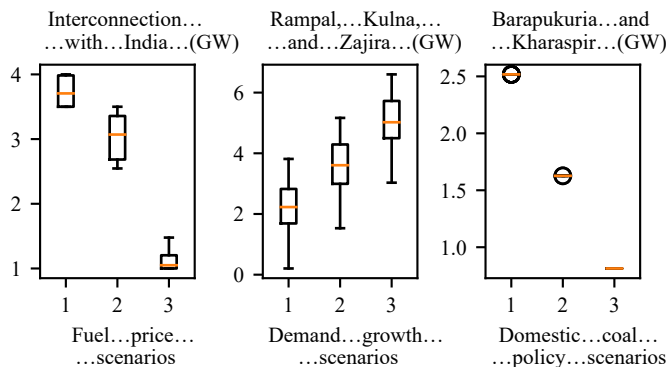 Interconnection…
…with…India…(GW)
4
3
2
1
1 2 3
Fuel…price…
…scenarios
Rampal,…Kulna,…
…and…Zajira…(GW)
6
4
2
0
1 2 3
Demand…growth…
…scenarios
Barapukuria…and
…Kharaspir…(GW)
2.5
2.0
1.5
1.0
1 2 3
Domestic…coal…
…policy…scenarios